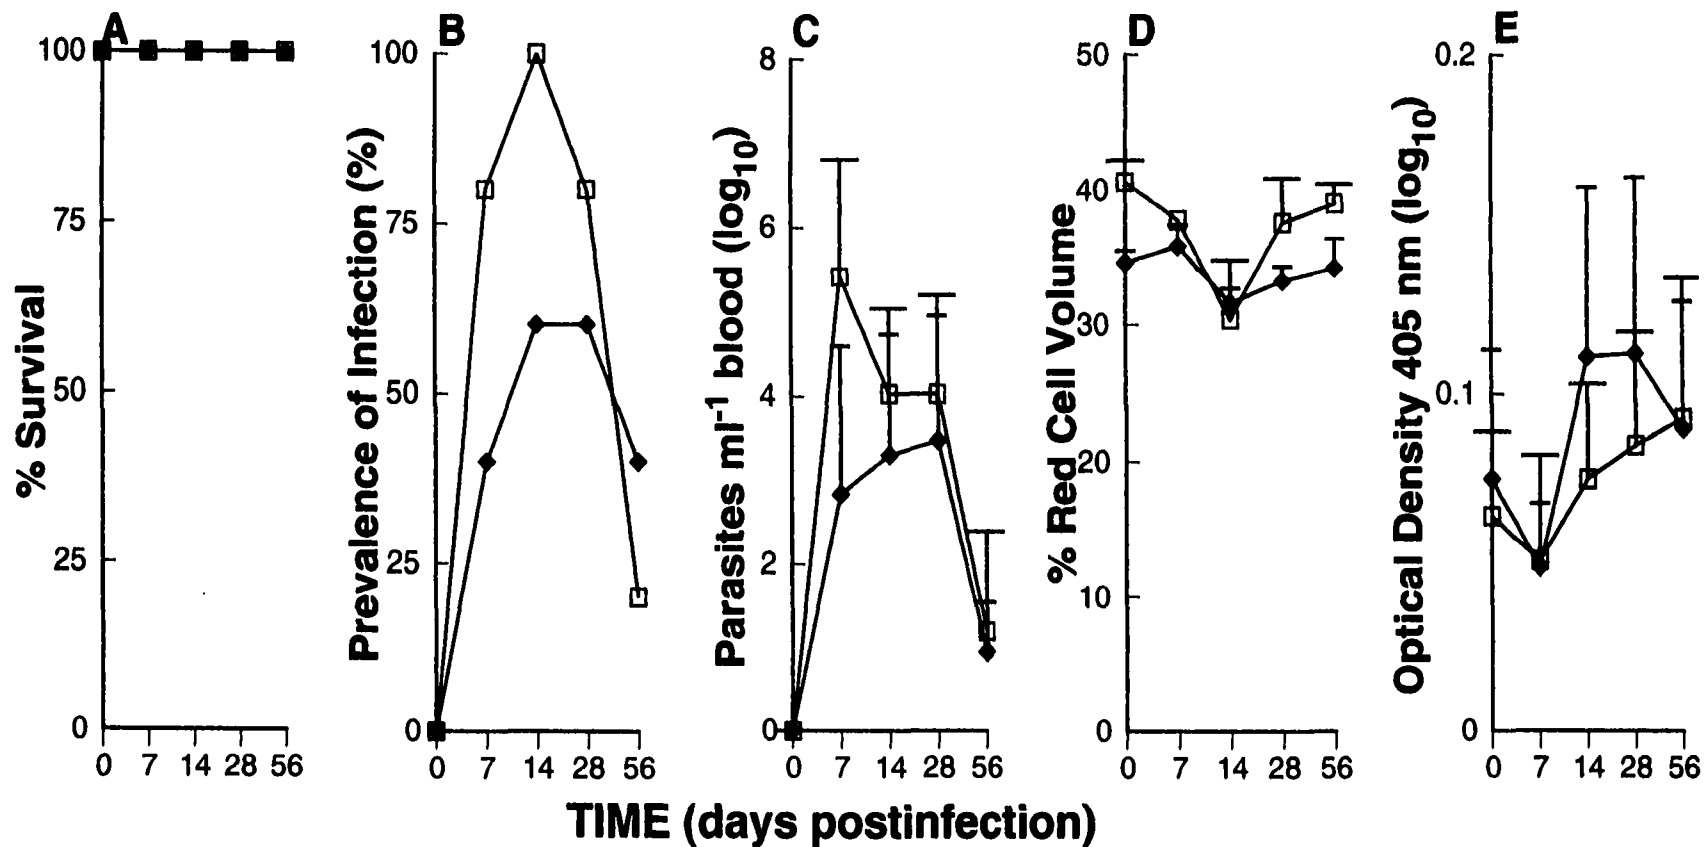 A
% Survival
100
75
50
25
0
0 7 14 28 56
B
Prevalence of Infection (%)
100
75
50
25
0
0 7 14 28 56
C
Parasites ml-1 blood (log10)
8
6
4
2
0
0 7 14 28 56
D
% Red Cell Volume
50
40
30
20
10
0
0 7 14 28 56
E
Optical Density 405 nm (log10)
0.2
0.1
0
0 7 14 28 56
TIME (days postinfection)